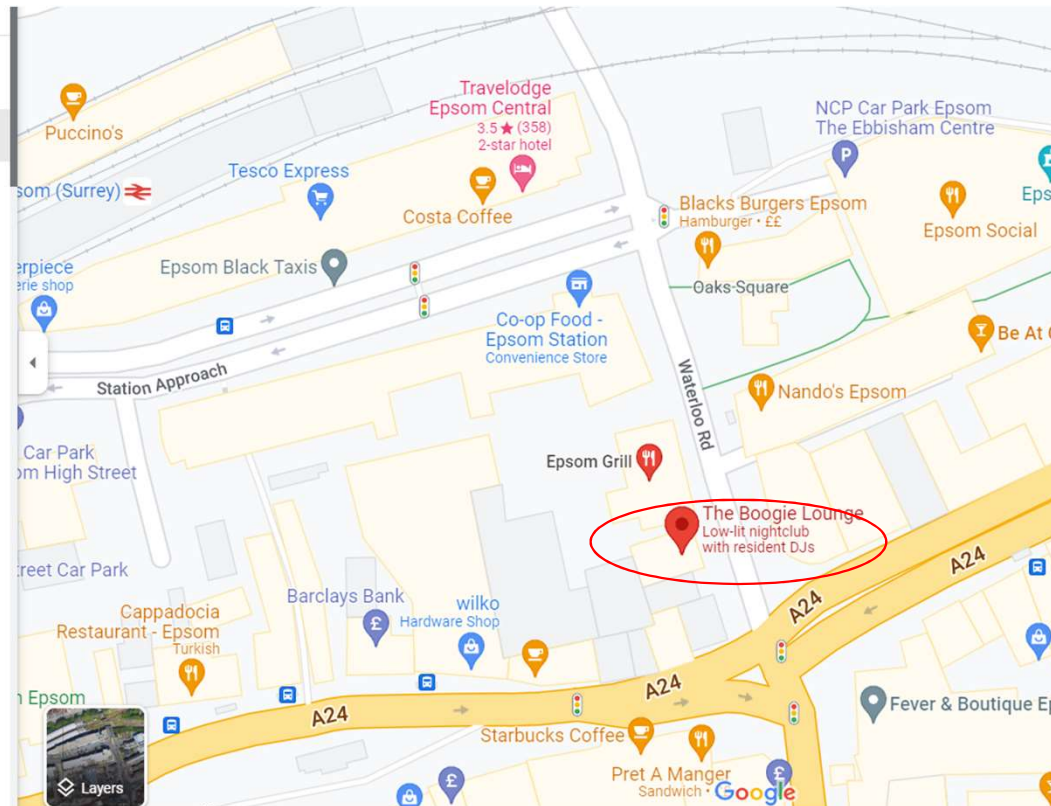 Puccino's
Travelodge
Epsom Central
3.5 ★ (358)
2-star hotel
NCP Car Park Epsom
The Ebbisham Centre
P
som (Surrey)
Tesco Express
Costa Coffee
Blacks Burgers Epsom
Hamburger • ££
Eps
Epsom Social
erpiece
erie shop
Epsom Black Taxis
Oaks Square
Co-op Food -
Epsom Station
Convenience Store
Be At
Station Approach
Waterloo Rd
Nando's Epsom
Car Park
om High Street
Epsom Grill
The Boogie Lounge
Low-lit nightclub
with resident DJs
treet Car Park
A24
A24
Barclays Bank
£
wilko
Hardware Shop
Cappadocia
Restaurant - Epsom
Turkish
A24
Epsom
A24
Fever & Boutique Ep
Starbucks Coffee
Pret A Manger
Sandwich •
£
£
Google
Layers